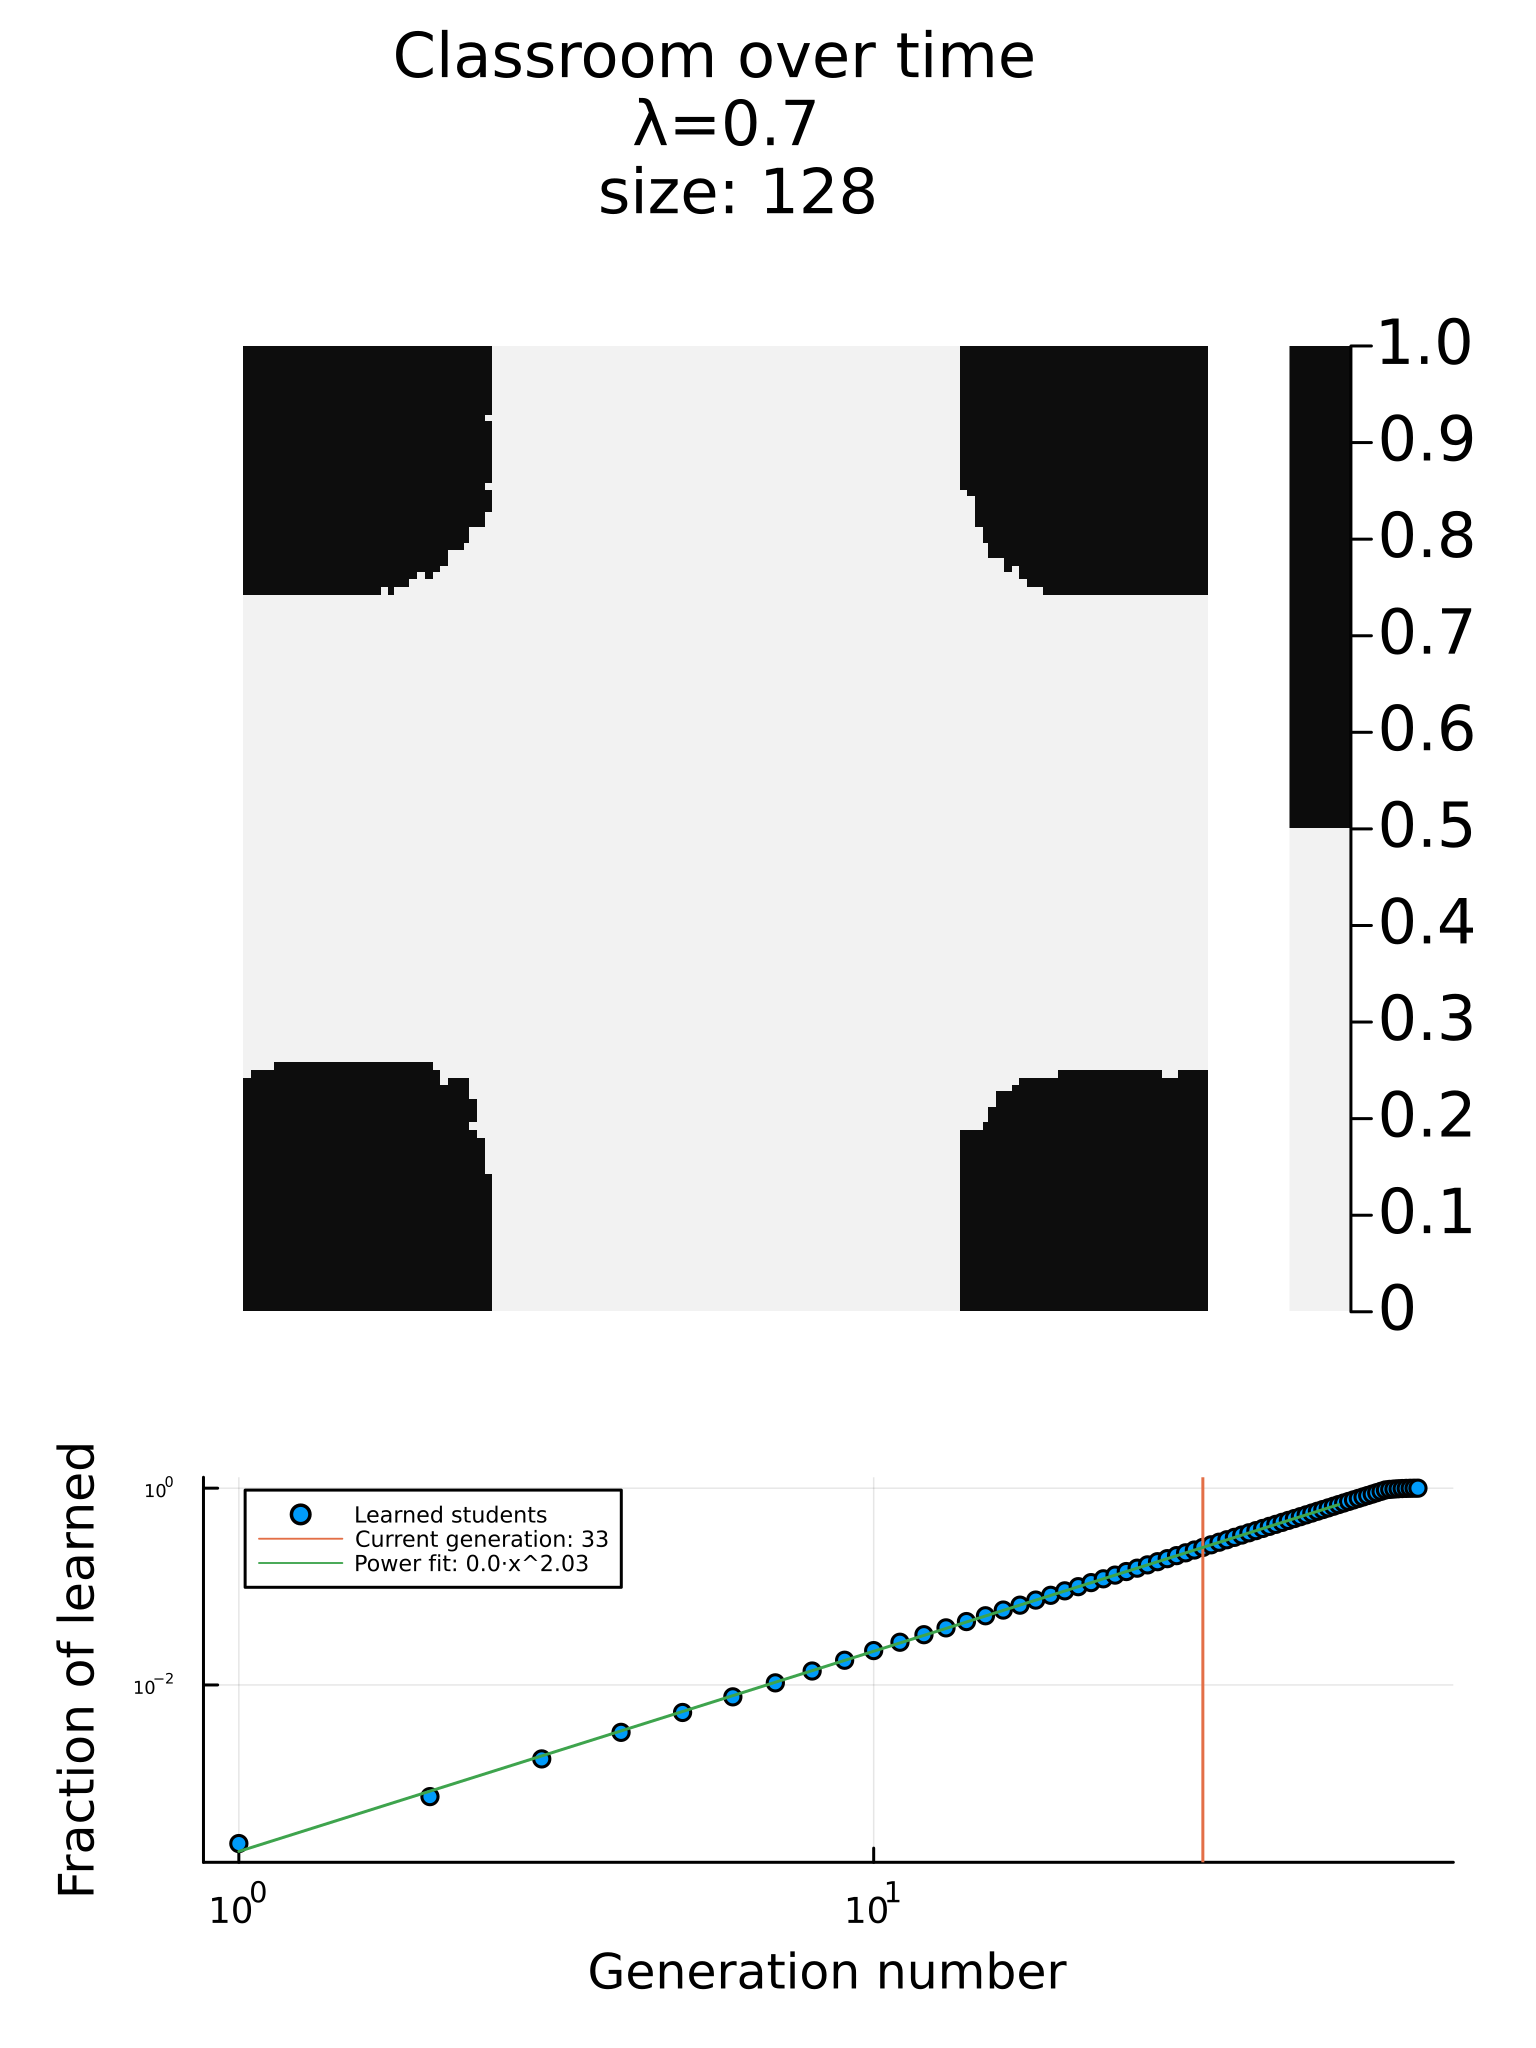 Classroom over time
λ=0.7
size: 128
1.0
0.9
0.8
0.7
0.6
0.5
0.4
0.3
0.2
0.1
0
Fraction of learned
10⁰
10⁻²
Learned students
Current generation: 33
Power fit: 0.0·x^2.03
10⁰
10¹
Generation number